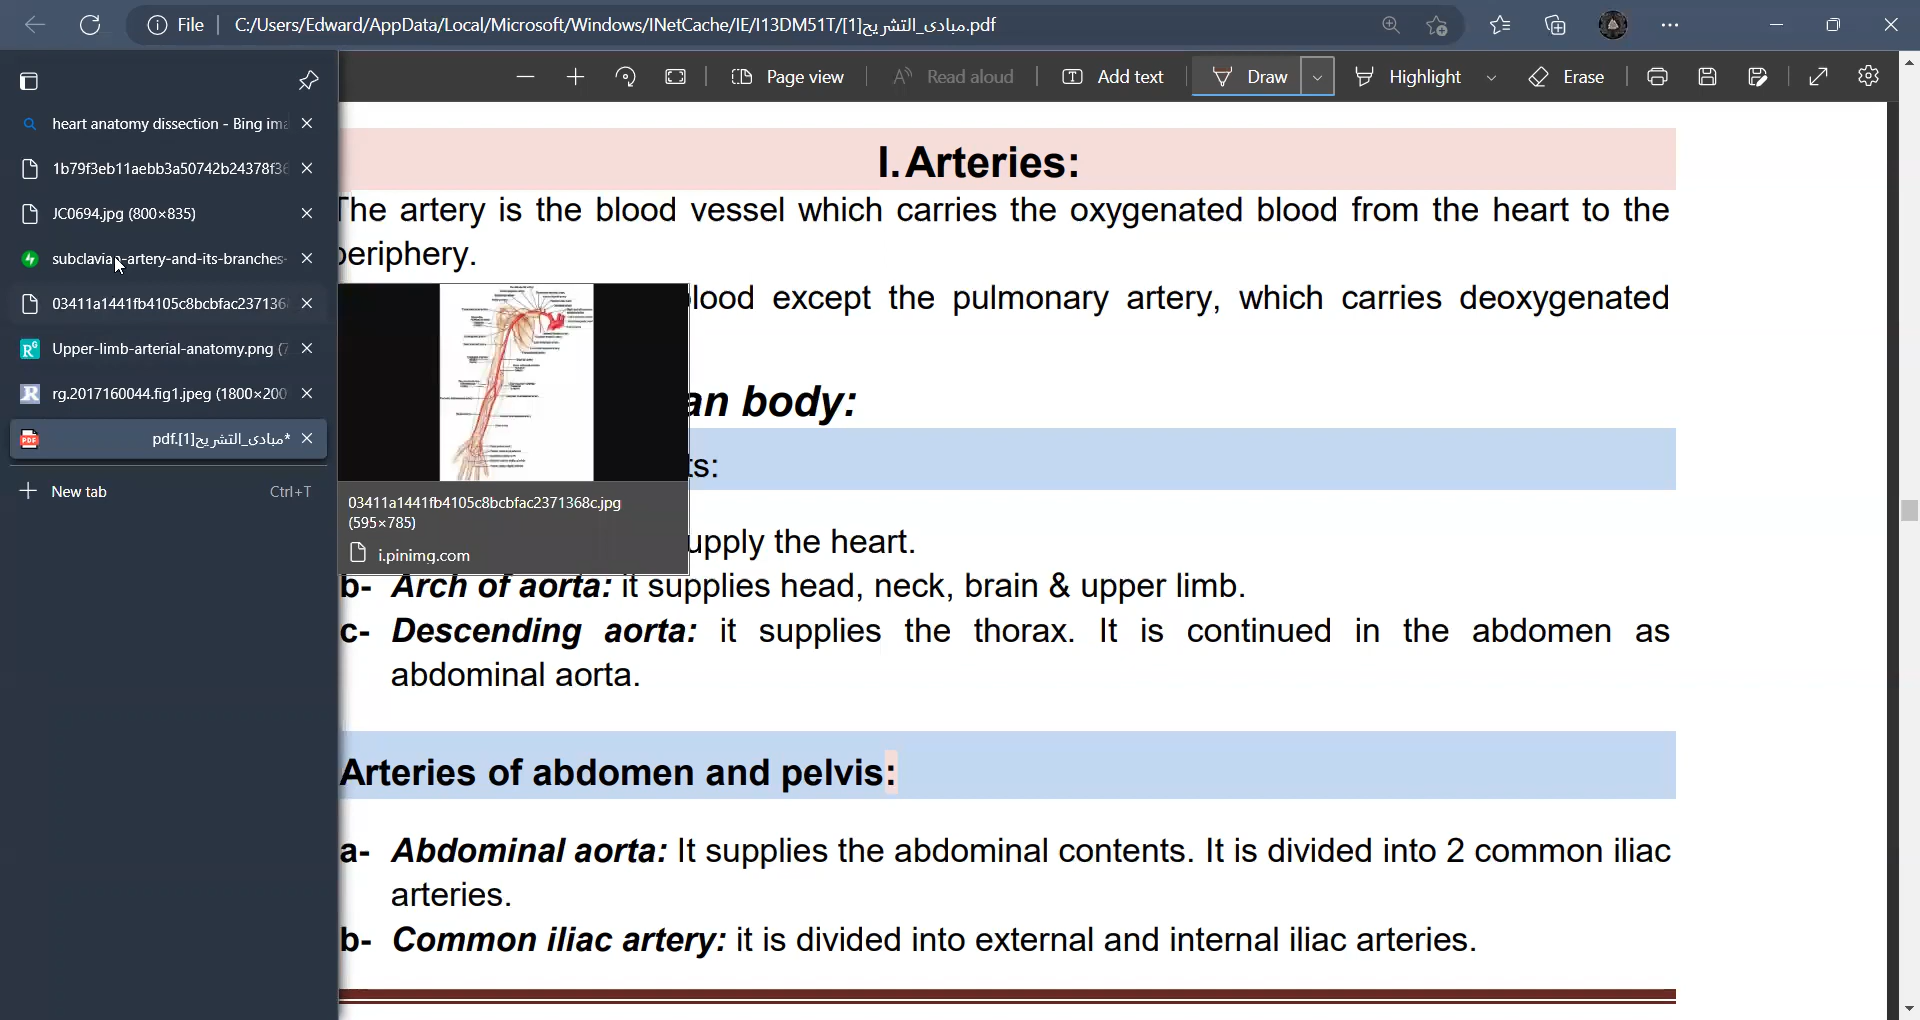 File
C:/Users/Edward/AppData/Local/Microsoft/Windows/INetCache/IE/I13DM51T/مبادئ_التشريح[1].pdf
Page view
Read aloud
Add text
Draw
Highlight
Erase
heart anatomy dissection - Bing ima
1b79f3eb11aebb3a50742b24378f36
JC0694.jpg (800×835)
subclavian-artery-and-its-branches-
03411a1441fb4105c8bcbfac237136
Upper-limb-arterial-anatomy.png (7
rg.2017160044.fig1.jpeg (1800×200
*مبادئ_التشريح[1].pdf
New tab Ctrl+T
03411a1441fb4105c8bcbfac2371368c.jpg
(595×785)
i.pinimg.com
I. Arteries:
The artery is the blood vessel which carries the oxygenated blood from the heart to the
periphery.
lood except the pulmonary artery, which carries deoxygenated
an body:
ts:
upply the heart.
b- Arch of aorta: it supplies head, neck, brain & upper limb.
c- Descending aorta: it supplies the thorax. It is continued in the abdomen as
abdominal aorta.
Arteries of abdomen and pelvis:
a- Abdominal aorta: It supplies the abdominal contents. It is divided into 2 common iliac
arteries.
b- Common iliac artery: it is divided into external and internal iliac arteries.